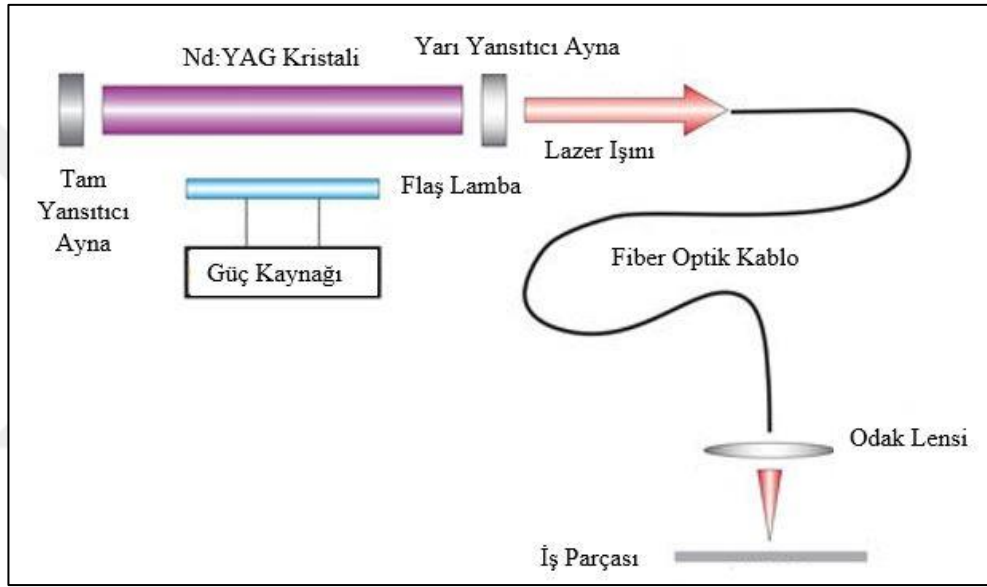 Nd:YAG Kristali
Yarı Yansıtıcı Ayna
Lazer Işını
Tam
Yansıtıcı
Ayna
Flaş Lamba
Güç Kaynağı
Fiber Optik Kablo
Odak Lensi
İş Parçası